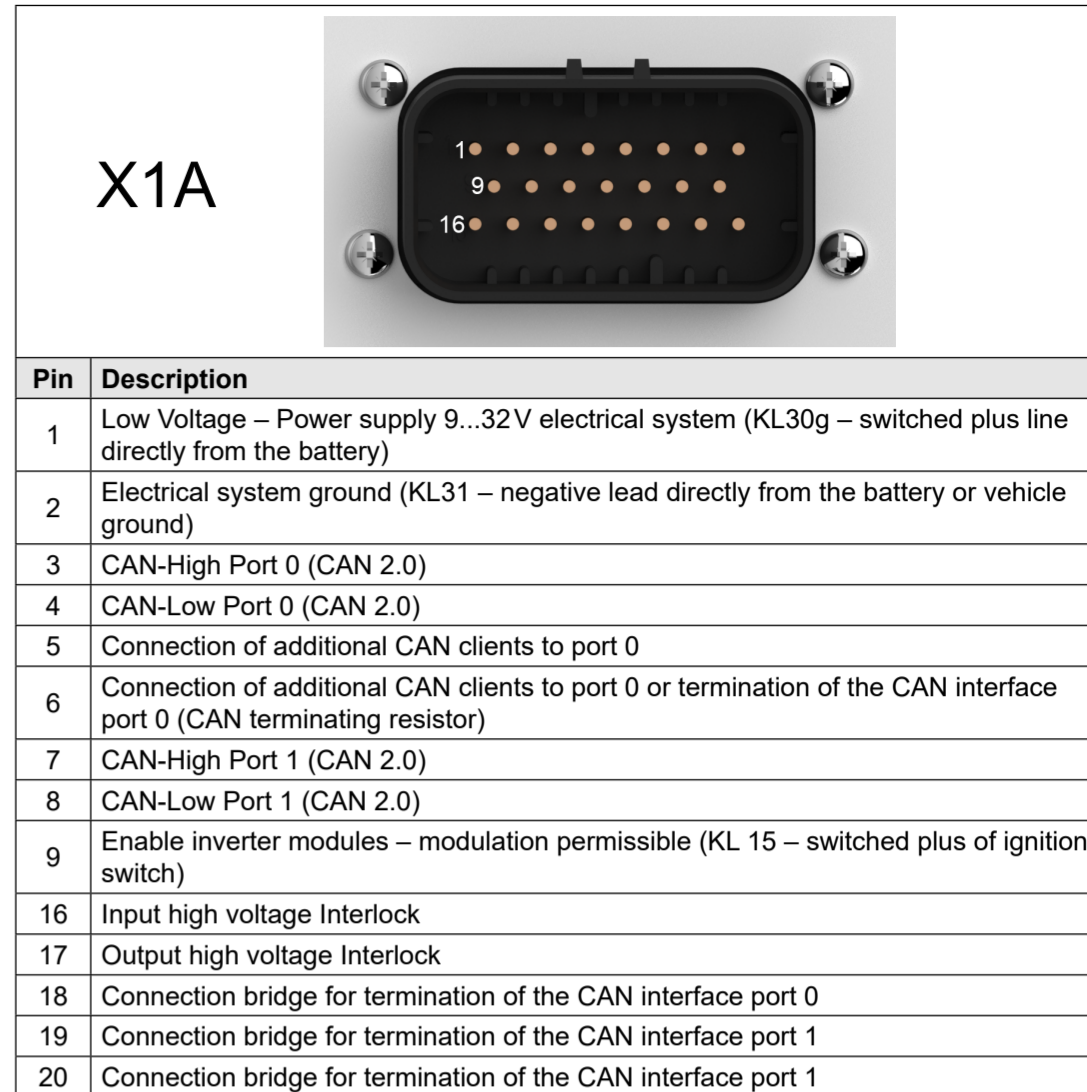 X1A
1
9
16
Pin Description
1 Low Voltage – Power supply 9...32 V electrical system (KL30g – switched plus line
directly from the battery)
2 Electrical system ground (KL31 – negative lead directly from the battery or vehicle
ground)
3 CAN-High Port 0 (CAN 2.0)
4 CAN-Low Port 0 (CAN 2.0)
5 Connection of additional CAN clients to port 0
6 Connection of additional CAN clients to port 0 or termination of the CAN interface
port 0 (CAN terminating resistor)
7 CAN-High Port 1 (CAN 2.0)
8 CAN-Low Port 1 (CAN 2.0)
9 Enable inverter modules – modulation permissible (KL 15 – switched plus of ignition
switch)
16 Input high voltage Interlock
17 Output high voltage Interlock
18 Connection bridge for termination of the CAN interface port 0
19 Connection bridge for termination of the CAN interface port 1
20 Connection bridge for termination of the CAN interface port 1